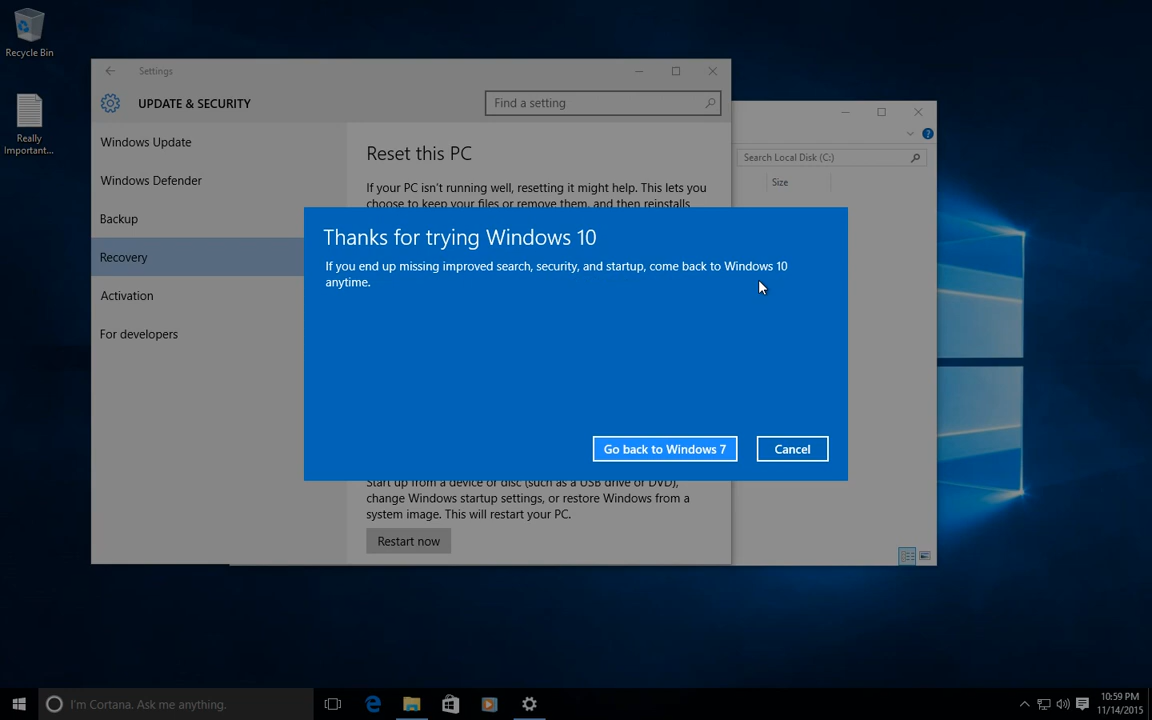 Recycle Bin
Really
Important...
Settings
UPDATE & SECURITY
Find a setting
Windows Update
Windows Defender
Backup
Recovery
Activation
For developers
Reset this PC
If your PC isn't running well, resetting it might help. This lets you
choose to keep your files or remove them, and then reinstalls
Search Local Disk (C:)
Size
Thanks for trying Windows 10
If you end up missing improved search, security, and startup, come back to Windows 10
anytime.
Go back to Windows 7
Cancel
Start up from a device or disc (such as a USB drive or DVD),
change Windows startup settings, or restore Windows from a
system image. This will restart your PC.
Restart now
I'm Cortana. Ask me anything.
10:59 PM
11/14/2015